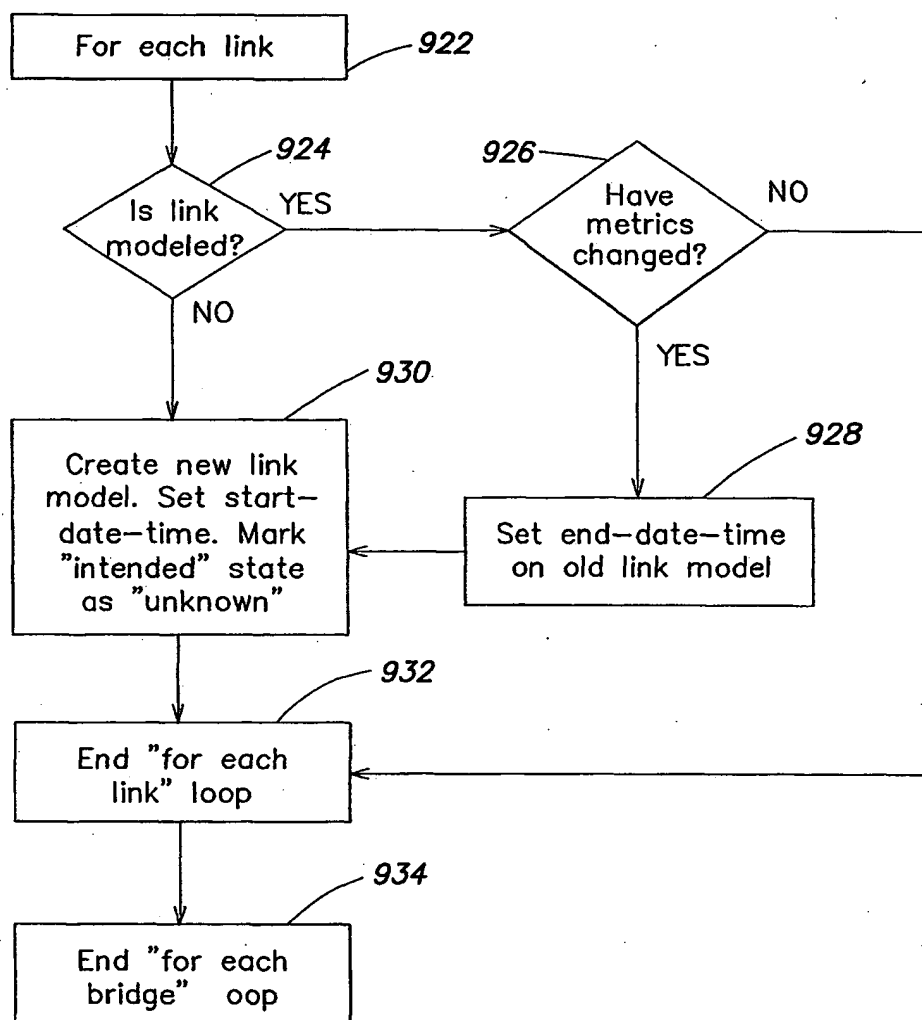 For each link
922
924
Is link
modeled?
YES
NO
926
Have
metrics
changed?
NO
YES
930
Create new link
model. Set start-
date-time. Mark
"intended" state
as "unknown"
928
Set end-date-time
on old link model
932
End "for each
link" loop
934
End "for each
bridge" oop